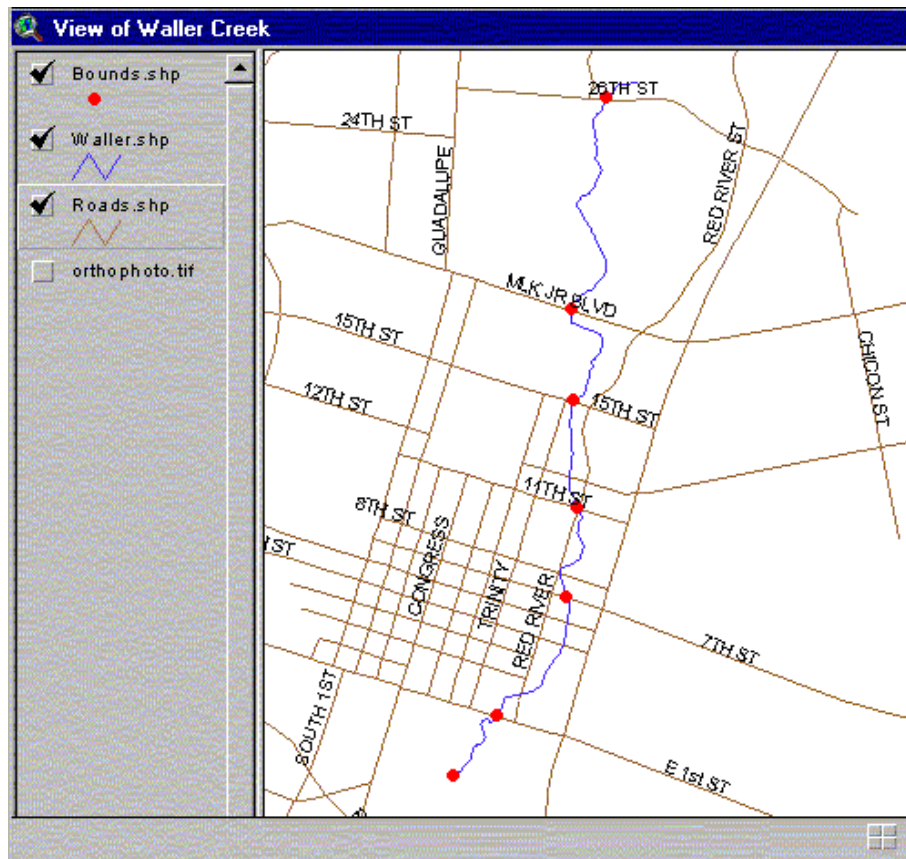 View of Waller Creek
Bounds.shp
Waller.shp
Roads.shp
orthophoto.tif
26TH ST
24TH ST
GUADALUPE
RED RIVER ST
MLK JR BLVD
15TH ST
CHICON ST
12TH ST
15TH ST
11TH ST
8TH ST
CONGRESS
TRINITY
RED RIVER
7TH ST
SOUTH 1ST
E 1st ST